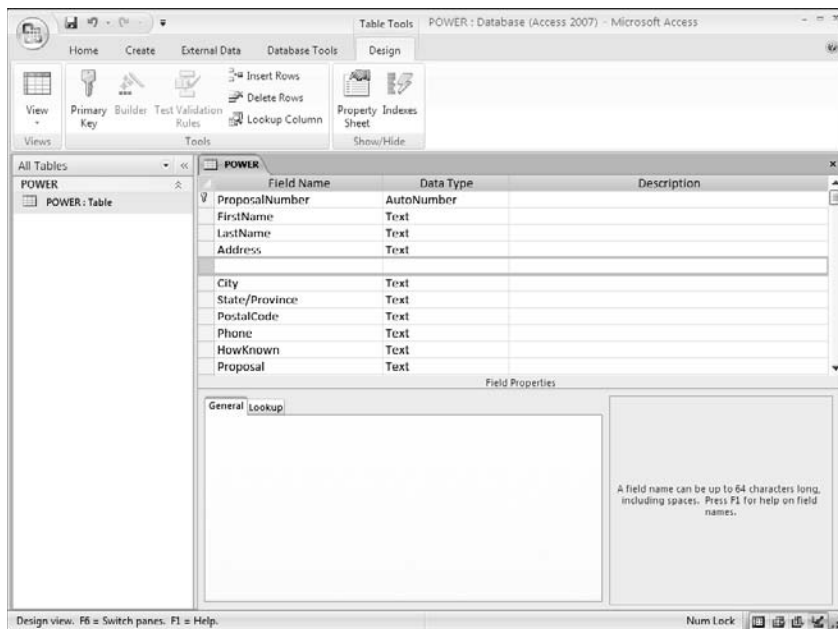 Table Tools POWER : Database (Access 2007) - Microsoft Access
Home Create External Data Database Tools Design
View
Primary Key
Builder
Test Validation Rules
Insert Rows
Delete Rows
Lookup Column
Property Sheet
Indexes
Views Tools Show/Hide
All Tables
POWER
POWER : Table
POWER
Field Name Data Type Description
ProposalNumber AutoNumber
FirstName Text
LastName Text
Address Text
City Text
State/Province Text
PostalCode Text
Phone Text
HowKnown Text
Proposal Text
Field Properties
General Lookup
A field name can be up to 64 characters long,
including spaces. Press F1 for help on field
names.
Design view. F6 = Switch panes. F1 = Help. Num Lock